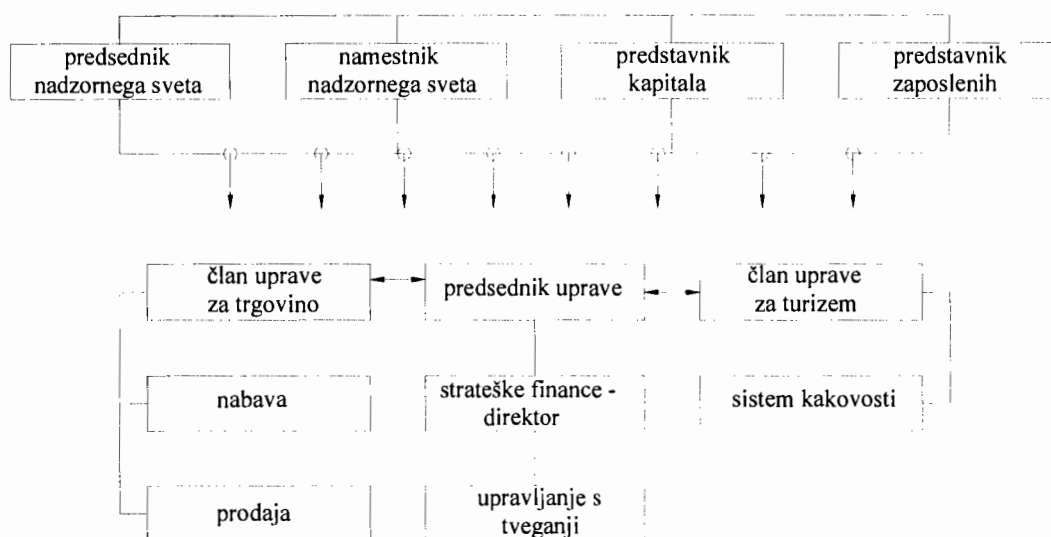 predsednik
nadzornega sveta
namestnik
nadzornega sveta
predstavnik
kapitala
predstavnik
zaposlenih
član uprave
za trgovino
predsednik uprave
član uprave
za turizem
nabava
strateške finance -
direktor
sistem kakovosti
prodaja
upravljanje s
tveganji